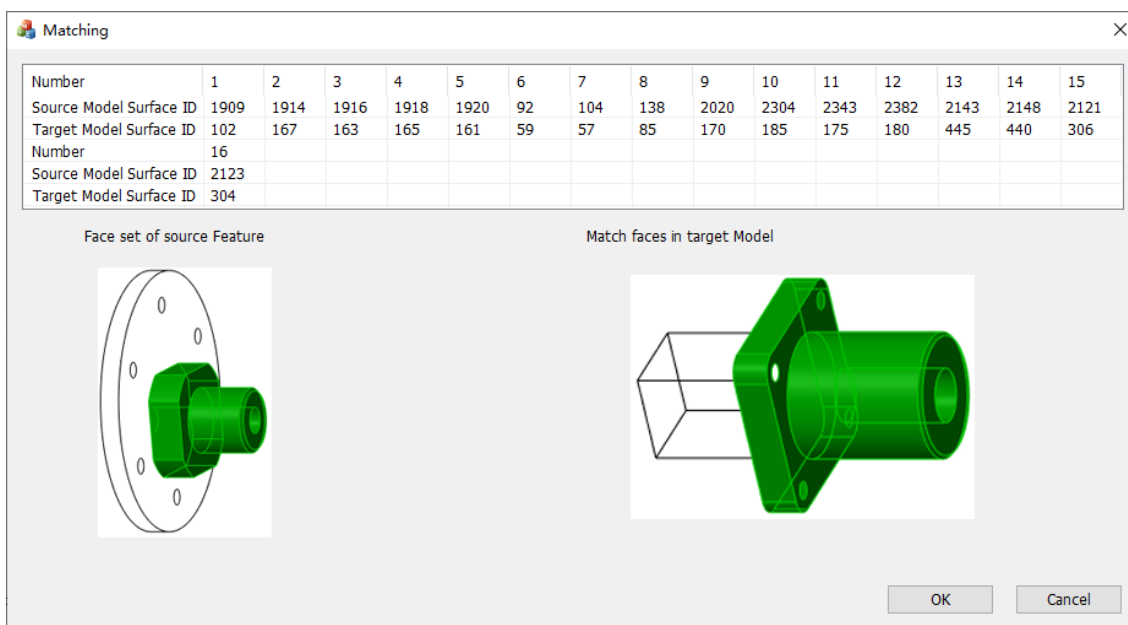 Matching
Number 1 2 3 4 5 6 7 8 9 10 11 12 13 14 15
Source Model Surface ID 1909 1914 1916 1918 1920 92 104 138 2020 2304 2343 2382 2143 2148 2121
Target Model Surface ID 102 167 163 165 161 59 57 85 170 185 175 180 445 440 306
Number 16
Source Model Surface ID 2123
Target Model Surface ID 304
Face set of source Feature Match faces in target Model
OK Cancel